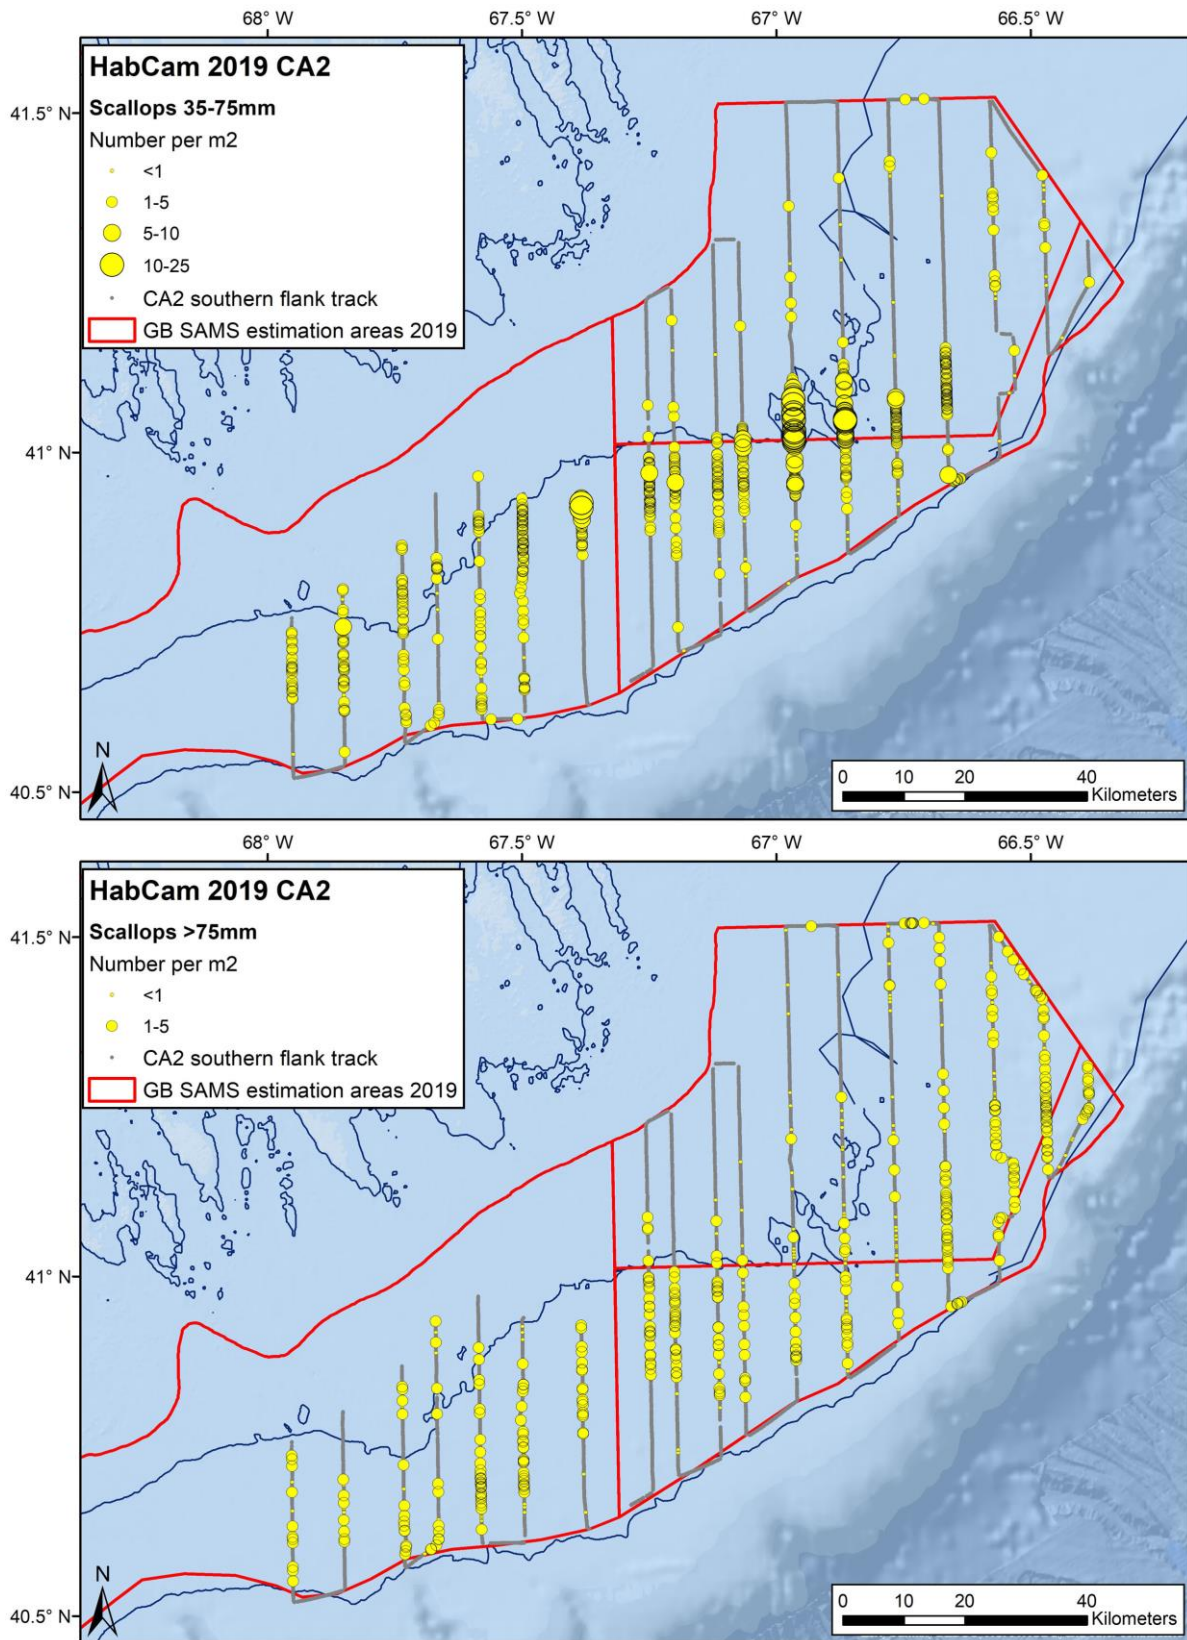 68° W 67.5° W 67° W 66.5° W
HabCam 2019 CA2
Scallops 35-75mm
Number per m2
<1
1-5
5-10
10-25
CA2 southern flank track
GB SAMS estimation areas 2019
41.5° N
41° N
40.5° N
N
0 10 20 40
Kilometers
68° W 67.5° W 67° W 66.5° W
HabCam 2019 CA2
Scallops >75mm
Number per m2
<1
1-5
CA2 southern flank track
GB SAMS estimation areas 2019
41.5° N
41° N
40.5° N
N
0 10 20 40
Kilometers